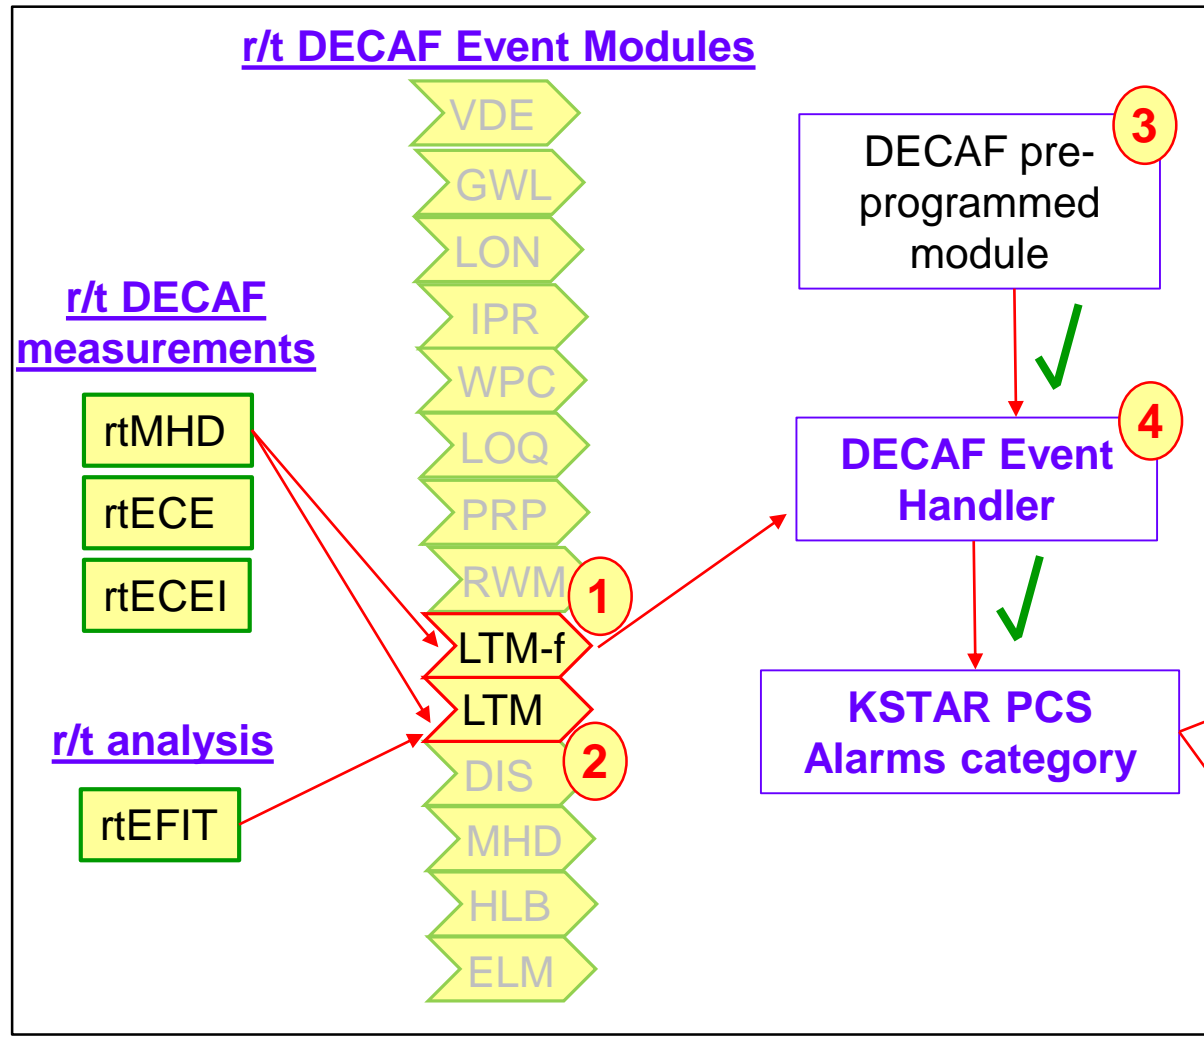 r/t DECAF Event Modules
VDE
GWL
LON
IPR
WPC
LOQ
PRP
RWM
1
LTM-f
LTM
2
DIS
MHD
HLB
ELM
r/t DECAF
measurements
rtMHD
rtECE
rtECEI
r/t analysis
rtEFIT
3
DECAF pre-
programmed
module
4
DECAF Event
Handler
KSTAR PCS
Alarms category